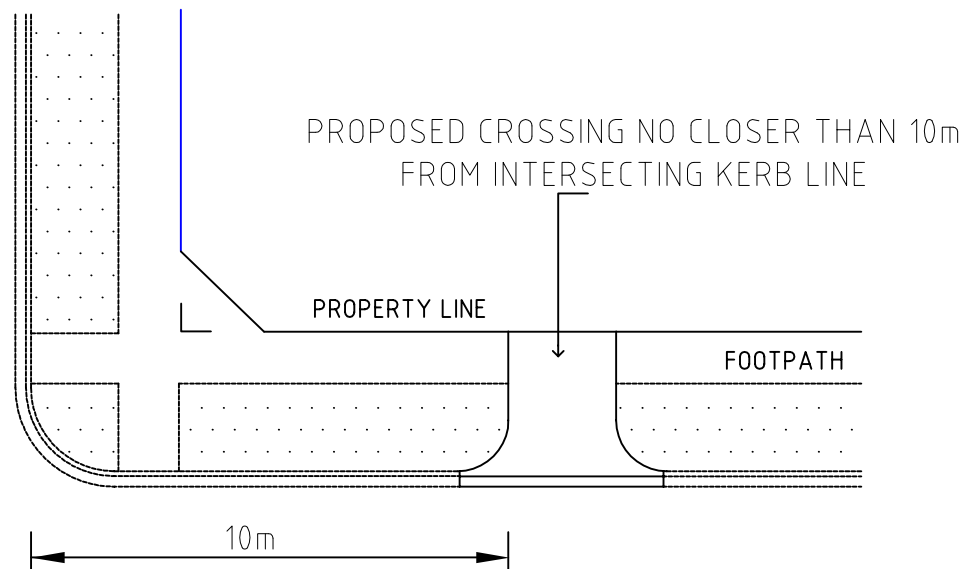 PROPOSED CROSSING NO CLOSER THAN 10m
FROM INTERSECTING KERB LINE
PROPERTY LINE
FOOTPATH
10m